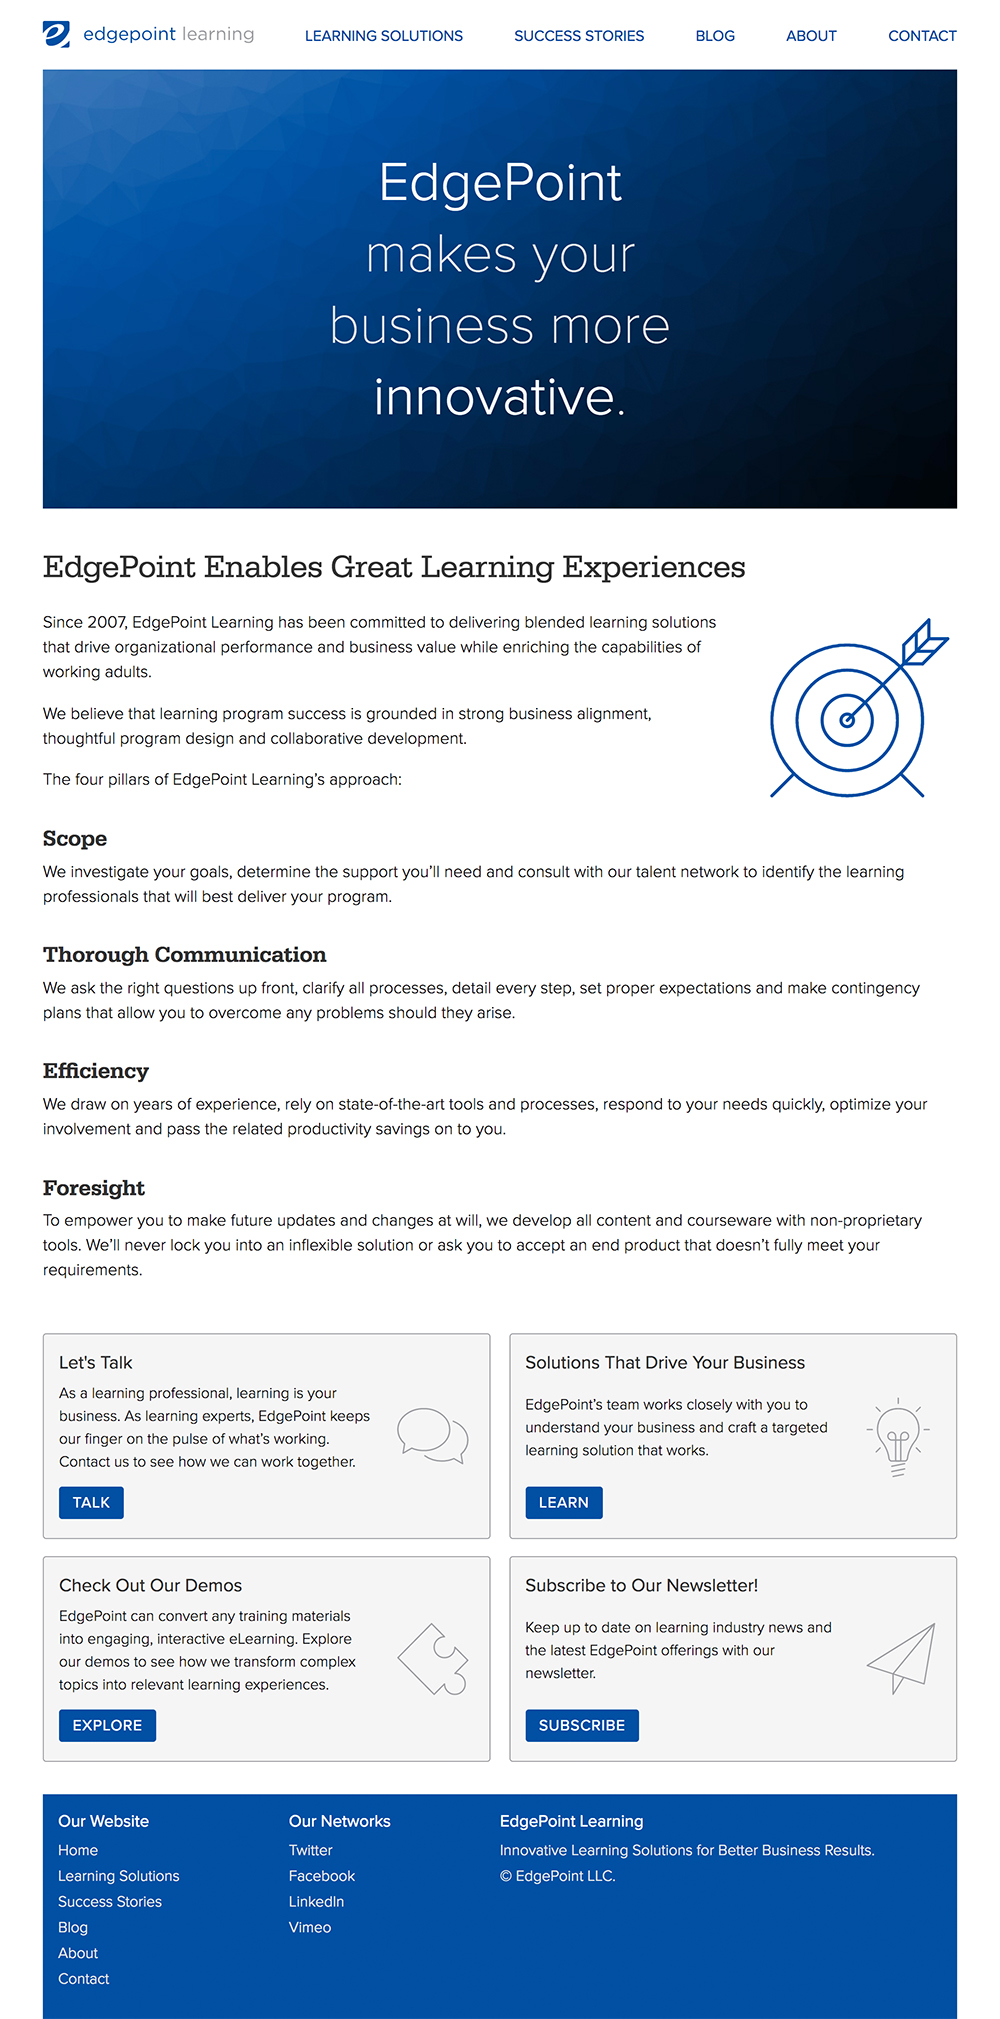 edgepoint learning
LEARNING SOLUTIONS
SUCCESS STORIES
BLOG
ABOUT
CONTACT
EdgePoint
makes your
business more
innovative.
EdgePoint Enables Great Learning Experiences
Since 2007, EdgePoint Learning has been committed to delivering blended learning solutions
that drive organizational performance and business value while enriching the capabilities of
working adults.
We believe that learning program success is grounded in strong business alignment,
thoughtful program design and collaborative development.
The four pillars of EdgePoint Learning’s approach:
Scope
We investigate your goals, determine the support you’ll need and consult with our talent network to identify the learning
professionals that will best deliver your program.
Thorough Communication
We ask the right questions up front, clarify all processes, detail every step, set proper expectations and make contingency
plans that allow you to overcome any problems should they arise.
Efficiency
We draw on years of experience, rely on state-of-the-art tools and processes, respond to your needs quickly, optimize your
involvement and pass the related productivity savings on to you.
Foresight
To empower you to make future updates and changes at will, we develop all content and courseware with non-proprietary
tools. We’ll never lock you into an inflexible solution or ask you to accept an end product that doesn’t fully meet your
requirements.
Let's Talk
As a learning professional, learning is your
business. As learning experts, EdgePoint keeps
our finger on the pulse of what’s working.
Contact us to see how we can work together.
TALK
Solutions That Drive Your Business
EdgePoint’s team works closely with you to
understand your business and craft a targeted
learning solution that works.
LEARN
Check Out Our Demos
EdgePoint can convert any training materials
into engaging, interactive eLearning. Explore
our demos to see how we transform complex
topics into relevant learning experiences.
EXPLORE
Subscribe to Our Newsletter!
Keep up to date on learning industry news and
the latest EdgePoint offerings with our
newsletter.
SUBSCRIBE
Our Website
Home
Learning Solutions
Success Stories
Blog
About
Contact
Our Networks
Twitter
Facebook
LinkedIn
Vimeo
EdgePoint Learning
Innovative Learning Solutions for Better Business Results.
© EdgePoint LLC.